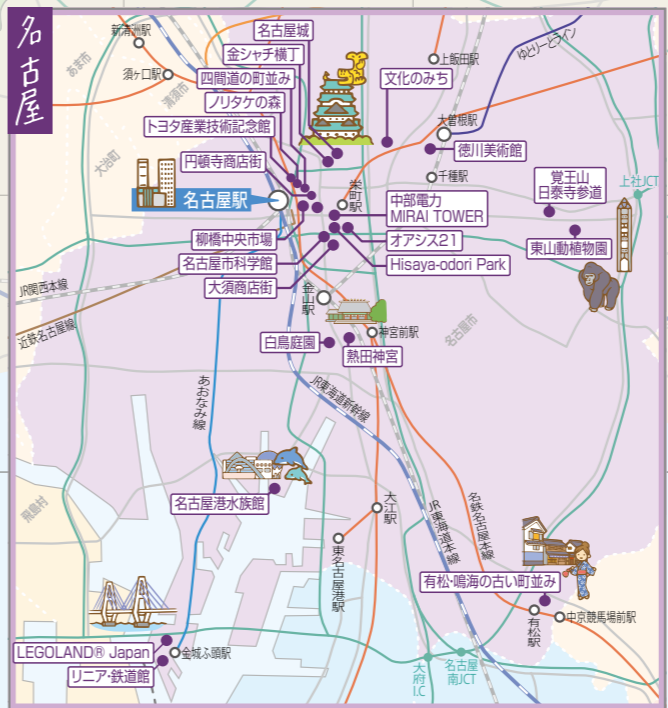 名古屋
新清洲駅
あま市
須ヶ口駅
清須市
大治町
名古屋城
金シャチ横丁
四間道の町並み
ノリタケの森
トヨタ産業技術記念館
円頓寺商店街
名古屋駅
上飯田駅
ゆとりーとライン
文化のみち
大曽根駅
徳川美術館
千種駅
栄町駅
中部電力
MIRAI TOWER
覚王山
日泰寺参道
上社JCT
東山動植物園
柳橋中央市場
オアシス21
名古屋市科学館
Hisaya-odori Park
大須商店街
JR関西本線
近鉄名古屋線
金山駅
神宮前駅
名古屋市
白鳥庭園
熱田神宮
あおなみ線
JR東海道新幹線
名古屋港水族館
飛島村
大江駅
東名古屋港駅
JR東海道本線
名鉄名古屋本線
有松・鳴海の古い町並み
有松駅
中京競馬場前駅
LEGOLAND® Japan
金城ふ頭駅
リニア・鉄道館
大府
I.C
名古屋
南JCT